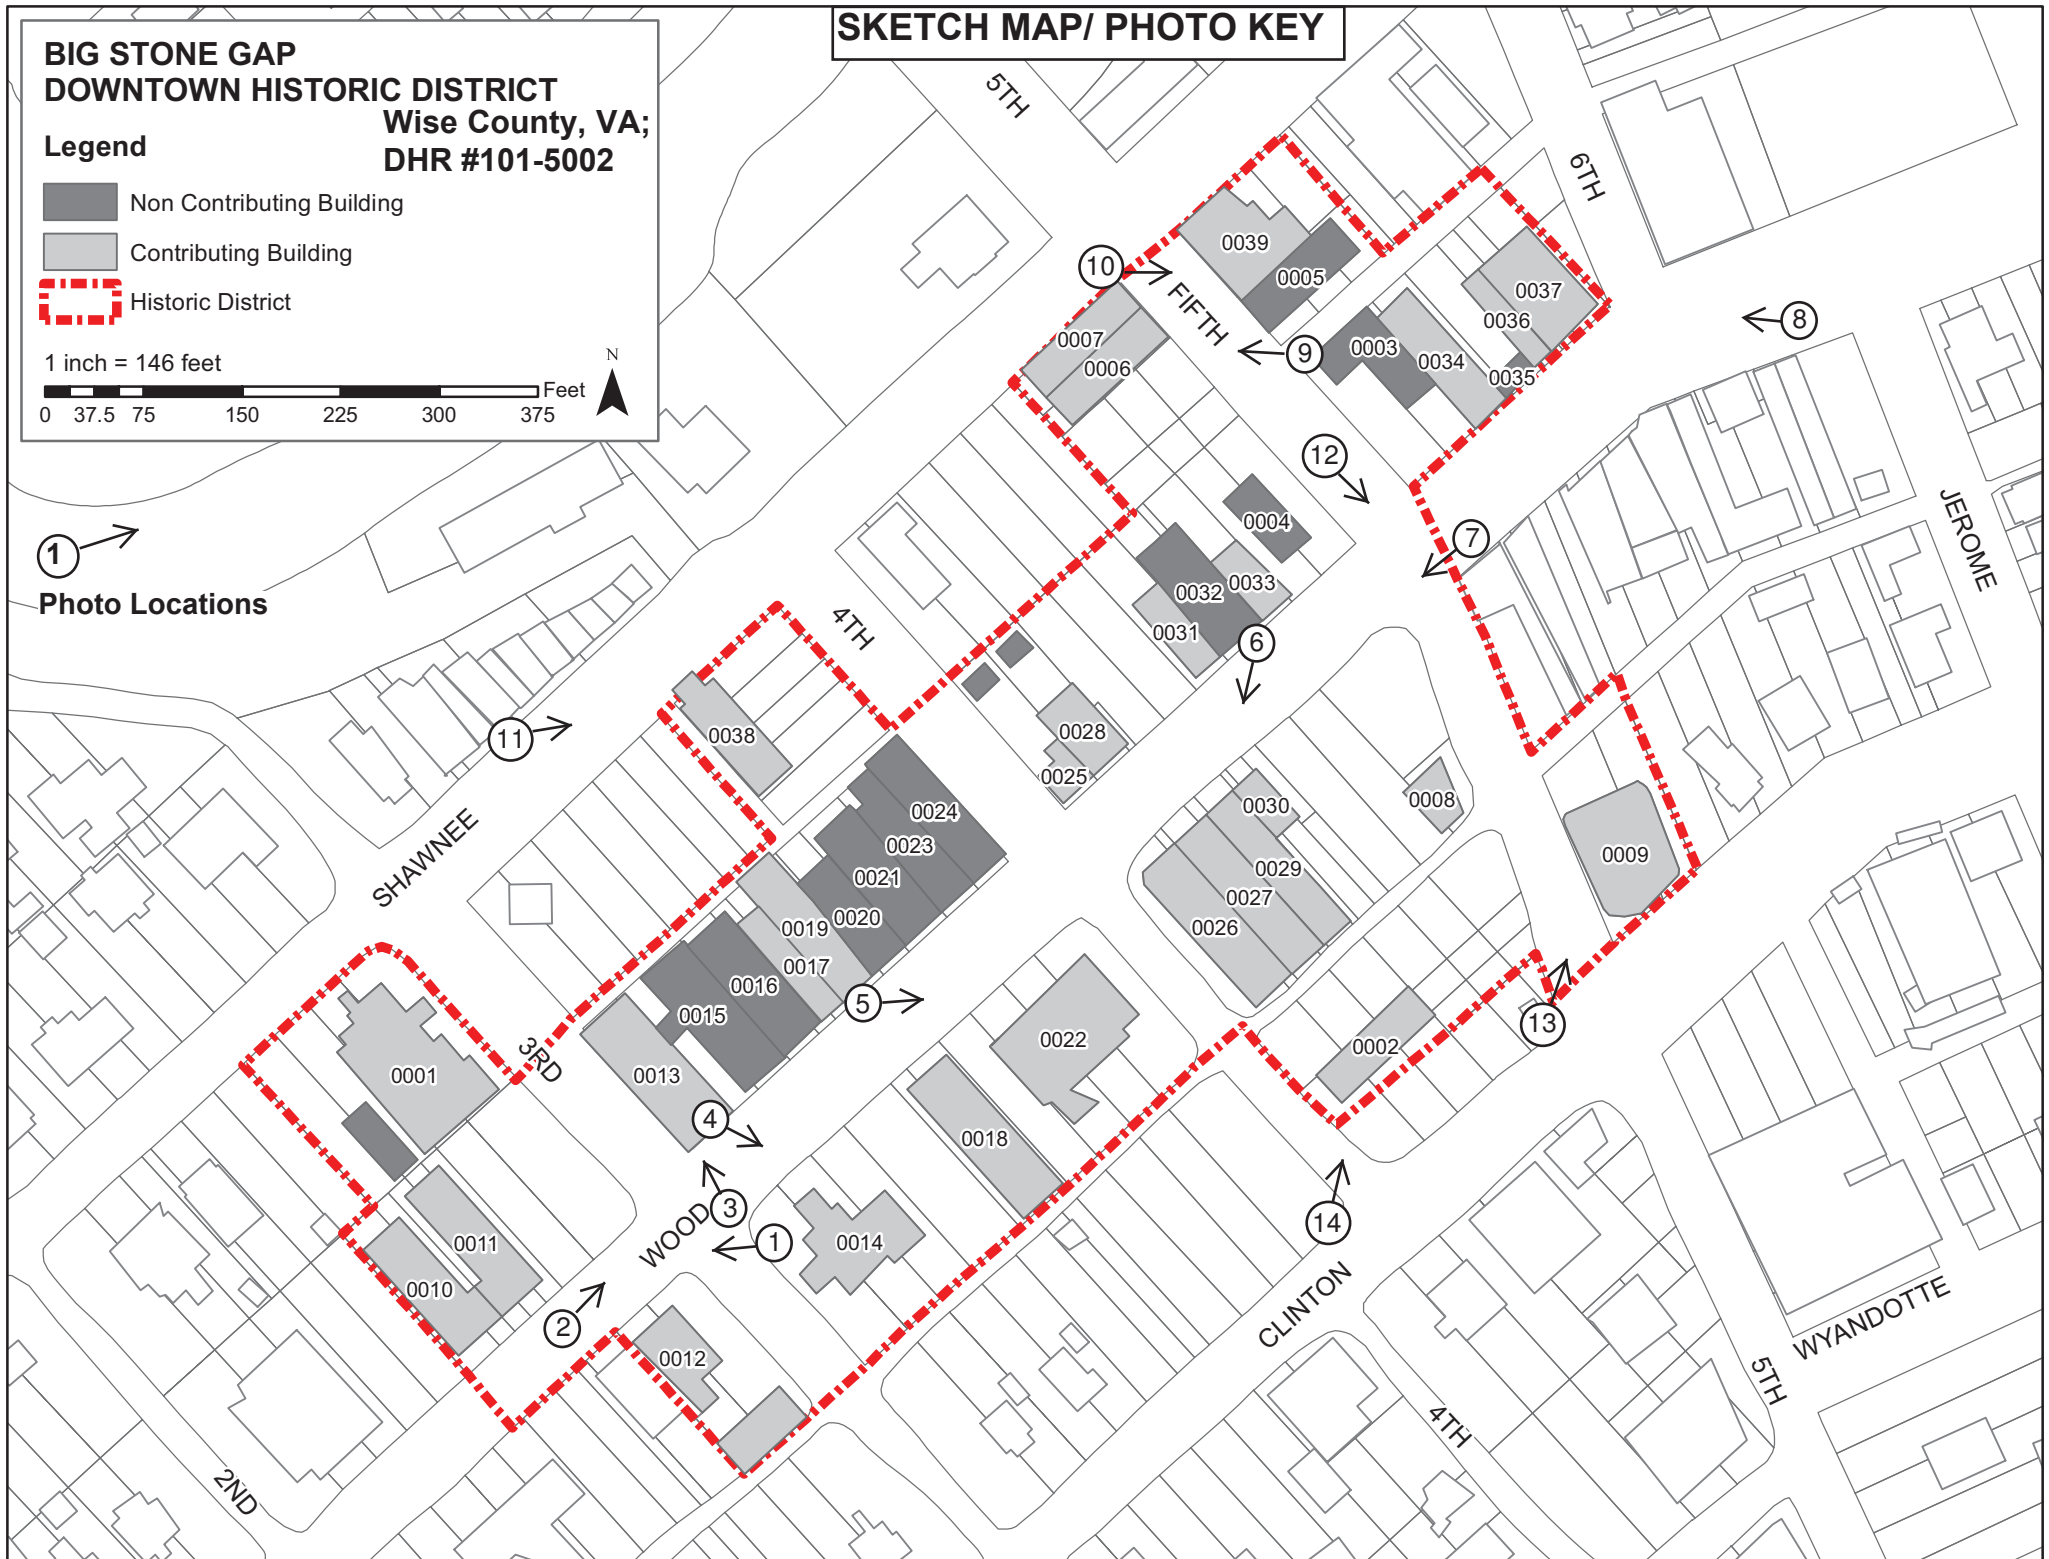 SKETCH MAP/ PHOTO KEY
BIG STONE GAP
DOWNTOWN HISTORIC DISTRICT
Wise County, VA;
DHR #101-5002
Legend
Non Contributing Building
Contributing Building
Historic District
1 inch = 146 feet
N
Feet
0 37.5 75 150 225 300 375
1
Photo Locations
5TH
6TH
0039
0005
10
FIFTH
0037
0036
8
0007
0006
9
0003
0034
0035
12
0004
7
JEROME
0032
0033
0031
6
4TH
11
0038
0028
0025
0030
0008
0024
0023
0021
0020
0029
0027
0026
0009
SHAWNEE
0019
0017
0016
0015
5
13
0022
0002
3RD
0001
0013
4
0018
3
WOOD
1
0014
14
0011
0010
2
0012
CLINTON
WYANDOTTE
5TH
4TH
2ND